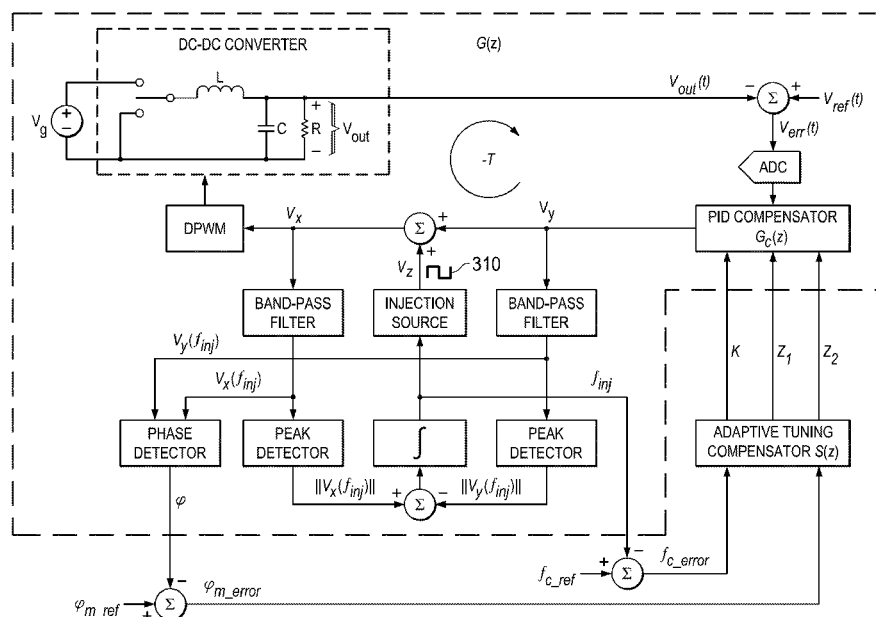 DC-DC CONVERTER
G(z)
L
V_g
C
R
+
−
V_out
V_out(t)
−
+
Σ
V_ref(t)
V_err(t)
-T
ADC
DPWM
V_x
Σ
+
+
V_y
PID COMPENSATOR
G_C(z)
V_z
310
BAND-PASS
FILTER
INJECTION
SOURCE
BAND-PASS
FILTER
V_y(f_inj)
V_x(f_inj)
f_inj
K
Z_1
Z_2
PHASE
DETECTOR
PEAK
DETECTOR
∫
PEAK
DETECTOR
ADAPTIVE TUNING
COMPENSATOR S(z)
φ
||V_x(f_inj)||
+
Σ
−
||V_y(f_inj)||
f_c_ref
+
−
Σ
f_c_error
φ_m_ref
+
−
Σ
φ_m_error